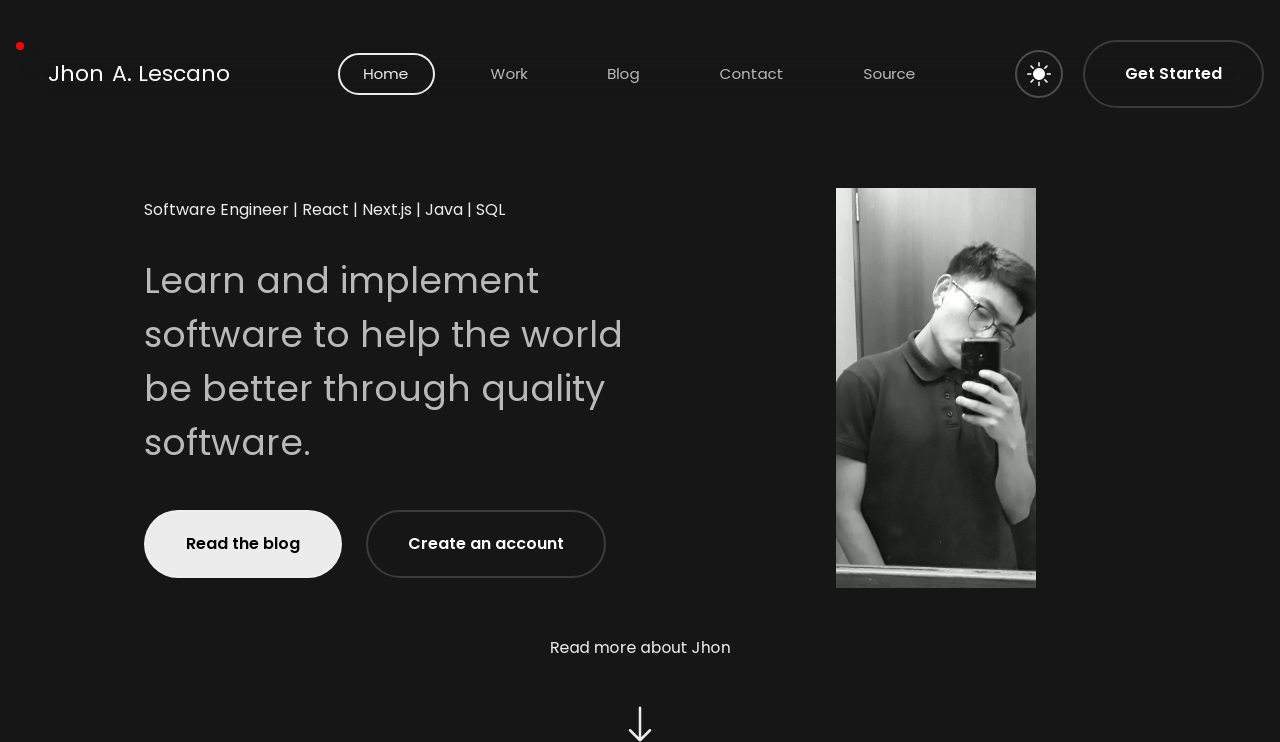 Jhon A. Lescano
Home
Work
Blog
Contact
Source
Get Started
Software Engineer | React | Next.js | Java | SQL
Learn and implement
software to help the world
be better through quality
software.
Read the blog
Create an account
Read more about Jhon